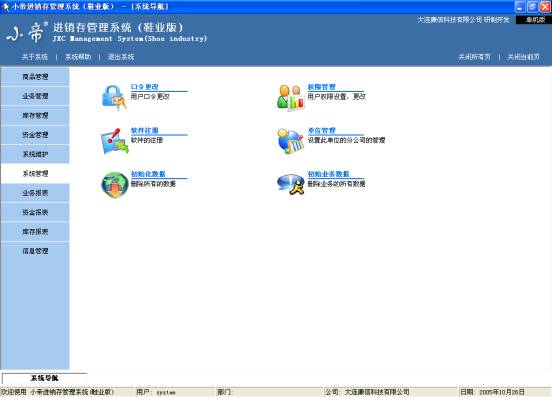 小帝进销存管理系统（鞋业版） - [系统导航]
大连廉信科技有限公司 研制开发 单机版
小·帝® 进销存管理系统（鞋业版）
JXC Management System(Shoe industry)
关于系统 | 系统帮助 | 退出系统 关闭所有页 | 关闭当前页
商品管理
业务管理
库存管理
资金管理
系统维护
系统管理
业务报表
资金报表
库存报表
信息管理
口令更改
用户口令更改
权限管理
用户权限设置、更改
软件注册
软件的注册
单位管理
设置此单位的分公司的管理
初始化数据
删除所有的数据
初始业务数据
删除业务的所有数据
系统导航
欢迎使用 小帝进销存管理系统(鞋业版) 用户: system 部门: 公司: 大连廉信科技有限公司 日期: 2005年10月26日